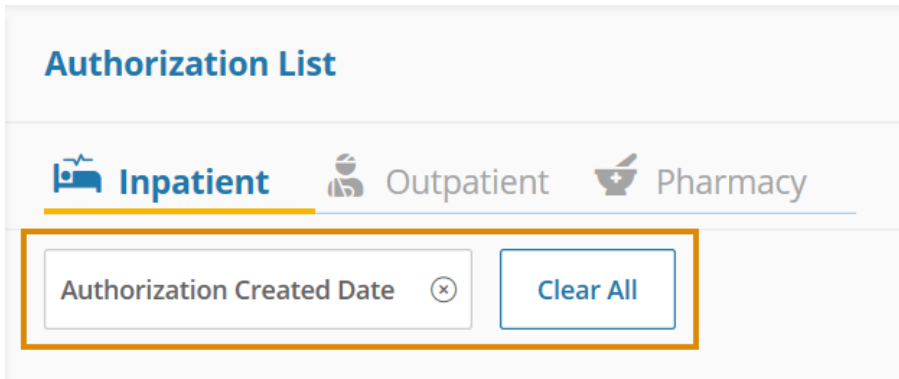 Authorization List
Inpatient Outpatient Pharmacy
Authorization Created Date Clear All